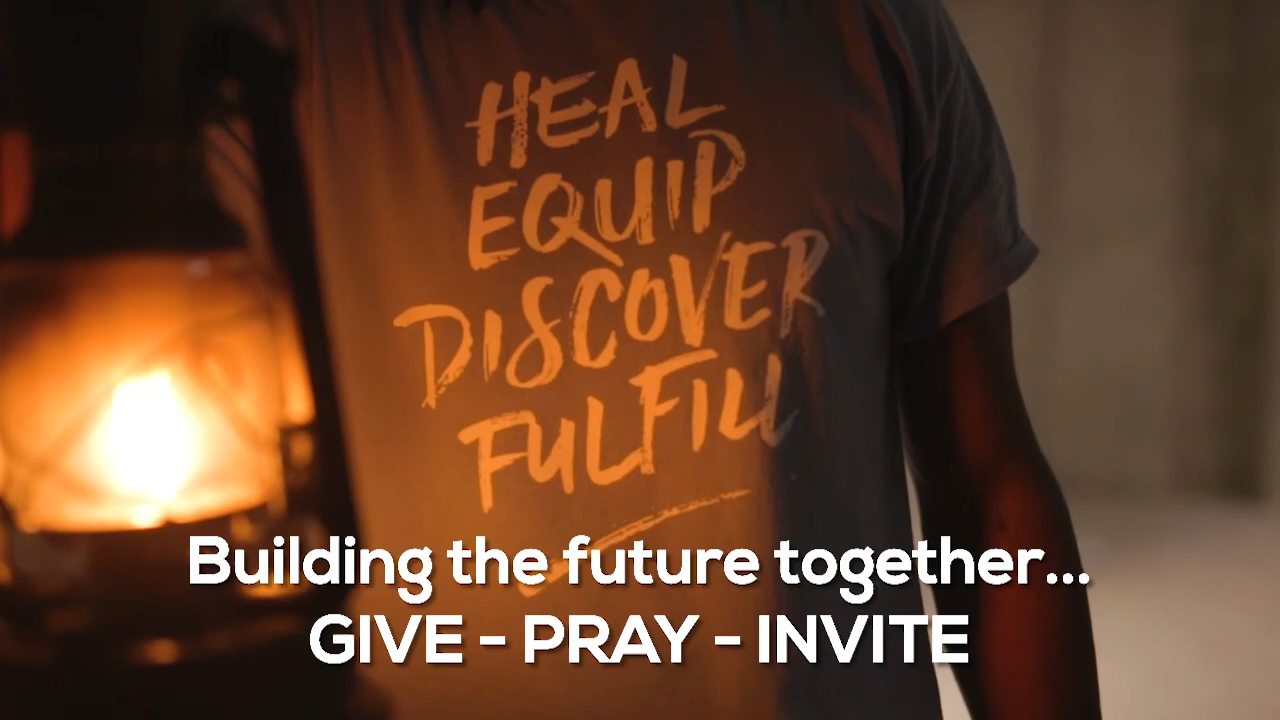 HEAL
EQUIP
DISCOVER
FULFILL
Building the future together...
GIVE - PRAY - INVITE